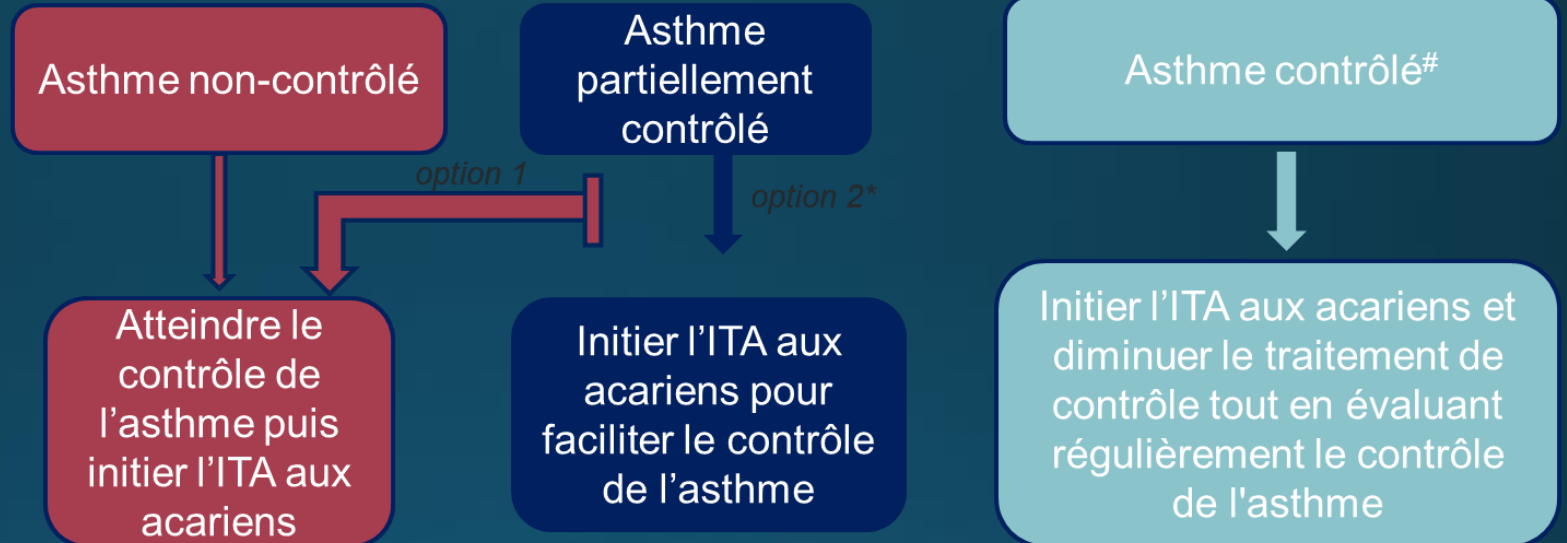 Asthme non-contrôlé
Asthme
partiellement
contrôlé
Asthme contrôlé#
option 1
option 2*
Atteindre le
contrôle de
l’asthme puis
initier l’ITA aux
acariens
Initier l’ITA aux
acariens pour
faciliter le contrôle
de l’asthme
Initier l’ITA aux acariens et
diminuer le traitement de
contrôle tout en évaluant
régulièrement le contrôle
de l'asthme